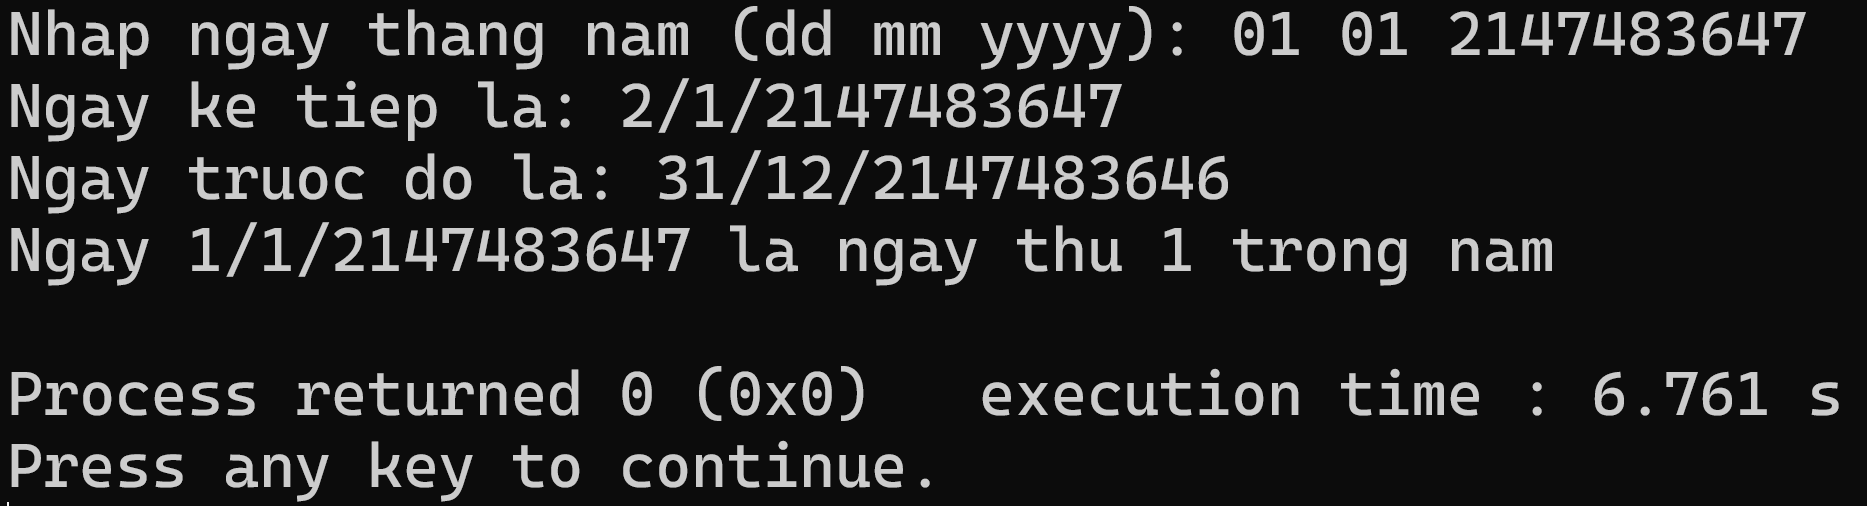 Nhap ngay thang nam (dd mm yyyy): 01 01 2147483647
Ngay ke tiep la: 2/1/2147483647
Ngay truoc do la: 31/12/2147483646
Ngay 1/1/2147483647 la ngay thu 1 trong nam
Process returned 0 (0x0)   execution time : 6.761 s
Press any key to continue.